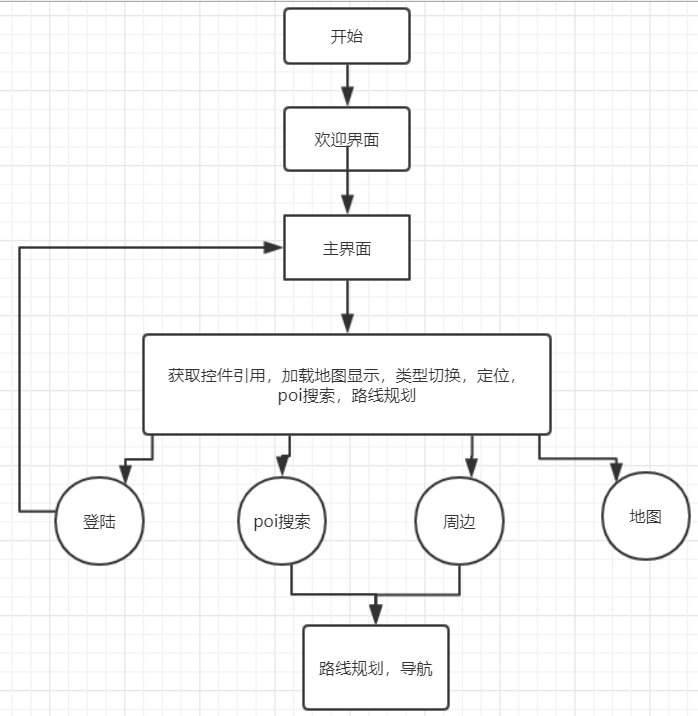 开始
欢迎界面
主界面
获取控件引用，加载地图显示，类型切换，定位，
poi搜索，路线规划
登陆
poi搜索
周边
地图
路线规划，导航